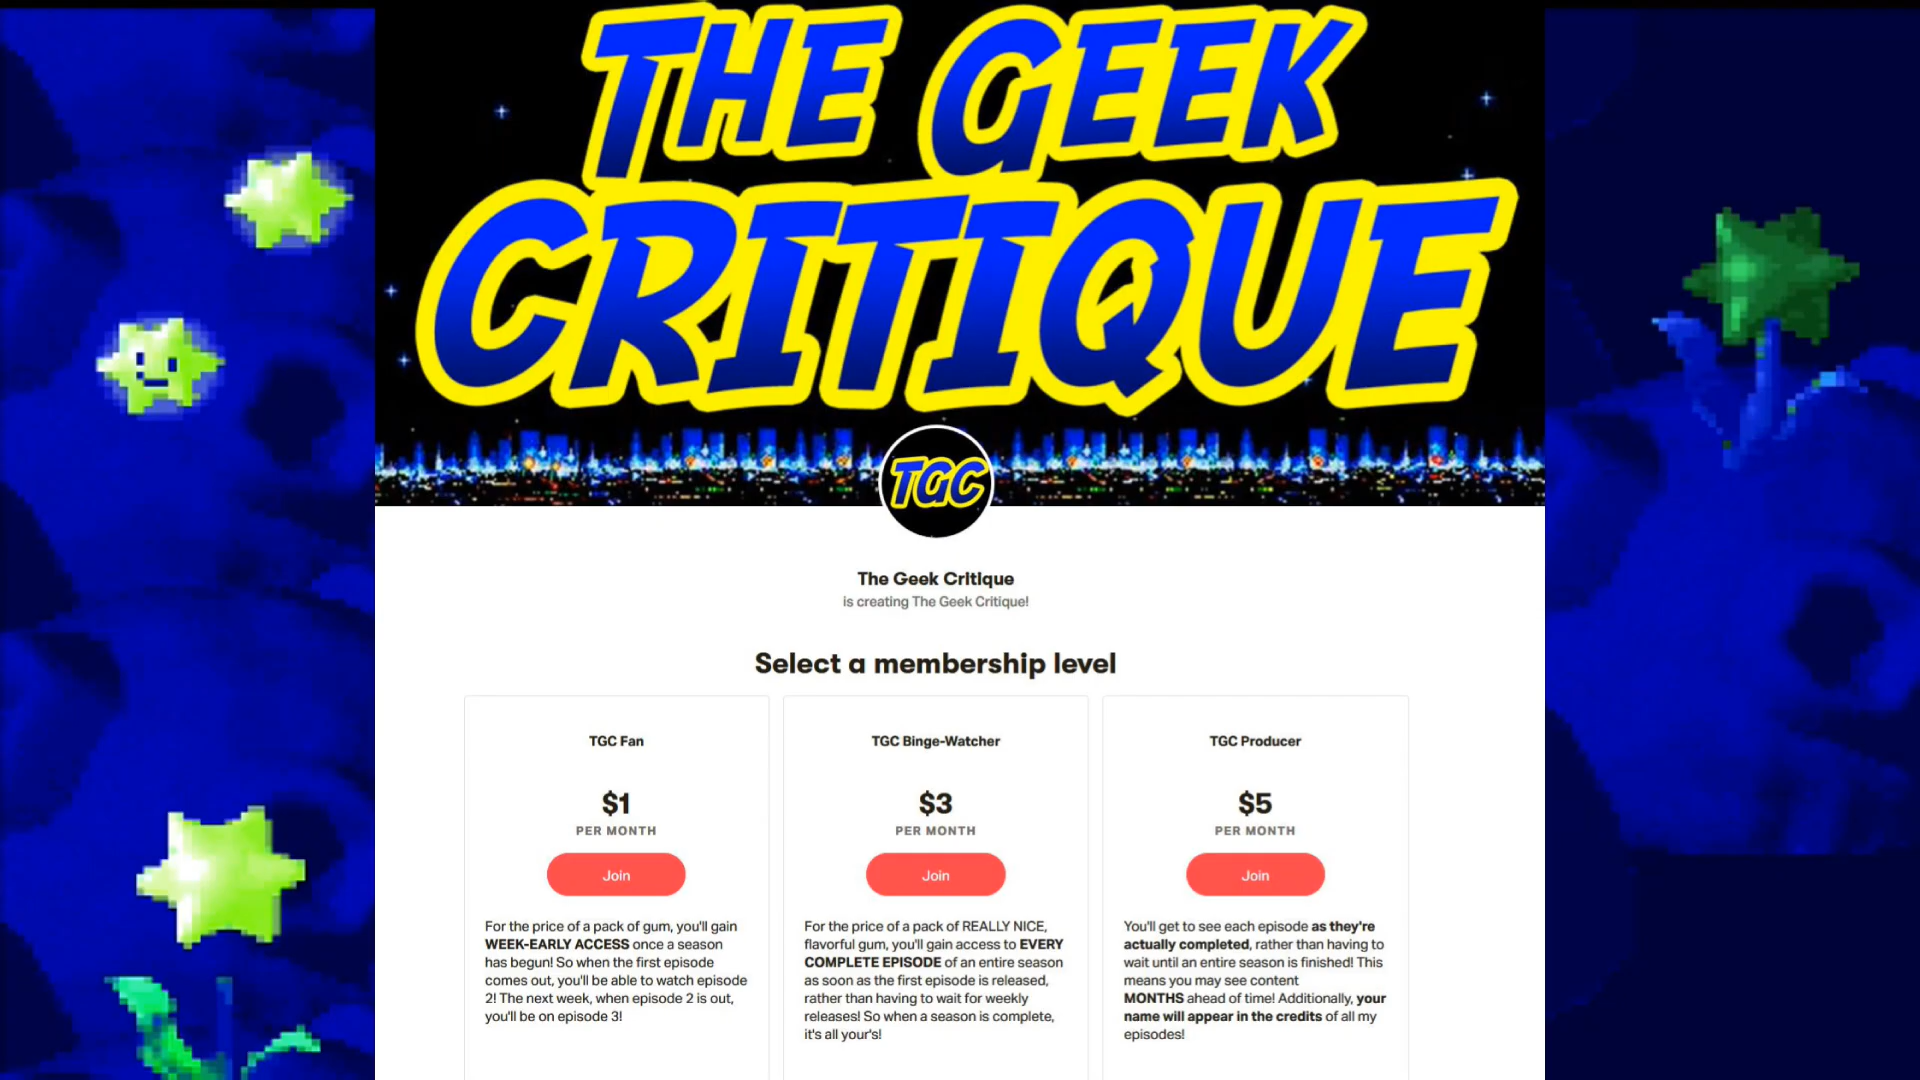 THE GEEK
CRITIQUE
TGC
The Geek Critique
is creating The Geek Critique!
Select a membership level
TGC Fan
$1
PER MONTH
Join
For the price of a pack of gum, you'll gain
WEEK-EARLY ACCESS once a season
has begun! So when the first episode
comes out, you'll be able to watch episode
2! The next week, when episode 2 is out,
you'll be on episode 3!
TGC Binge-Watcher
$3
PER MONTH
Join
For the price of a pack of REALLY NICE,
flavorful gum, you'll gain access to EVERY
COMPLETE EPISODE of an entire season
as soon as the first episode is released,
rather than having to wait for weekly
releases! So when a season is complete,
it's all your's!
TGC Producer
$5
PER MONTH
Join
You'll get to see each episode as they're
actually completed, rather than having to
wait until an entire season is finished! This
means you may see content
MONTHS ahead of time! Additionally, your
name will appear in the credits of all my
episodes!